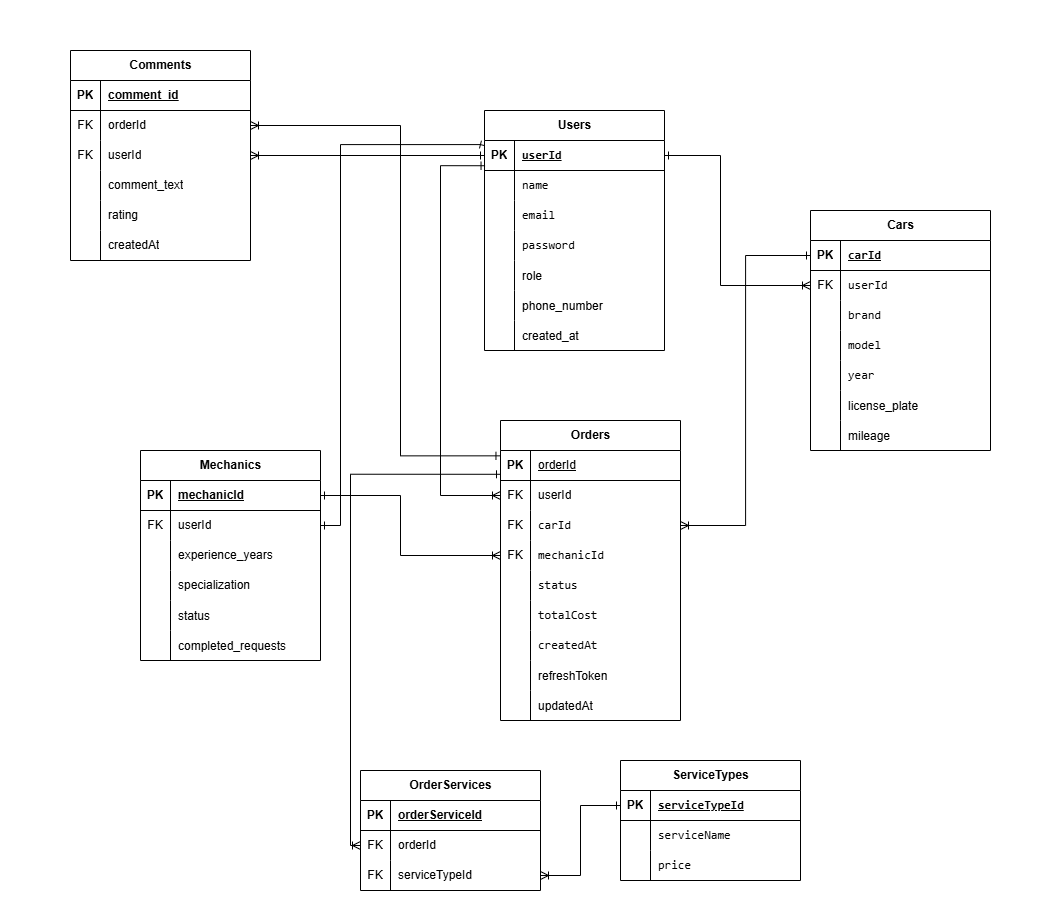 Comments
PK comment_id
FK orderId
FK userId
comment_text
rating
createdAt
Users
PK userId
name
email
password
role
phone_number
created_at
Cars
PK carId
FK userId
brand
model
year
license_plate
mileage
Mechanics
PK mechanicId
FK userId
experience_years
specialization
status
completed_requests
Orders
PK orderId
FK userId
FK carId
FK mechanicId
status
totalCost
createdAt
refreshToken
updatedAt
OrderServices
PK orderServiceId
FK orderId
FK serviceTypeId
ServiceTypes
PK serviceTypeId
serviceName
price